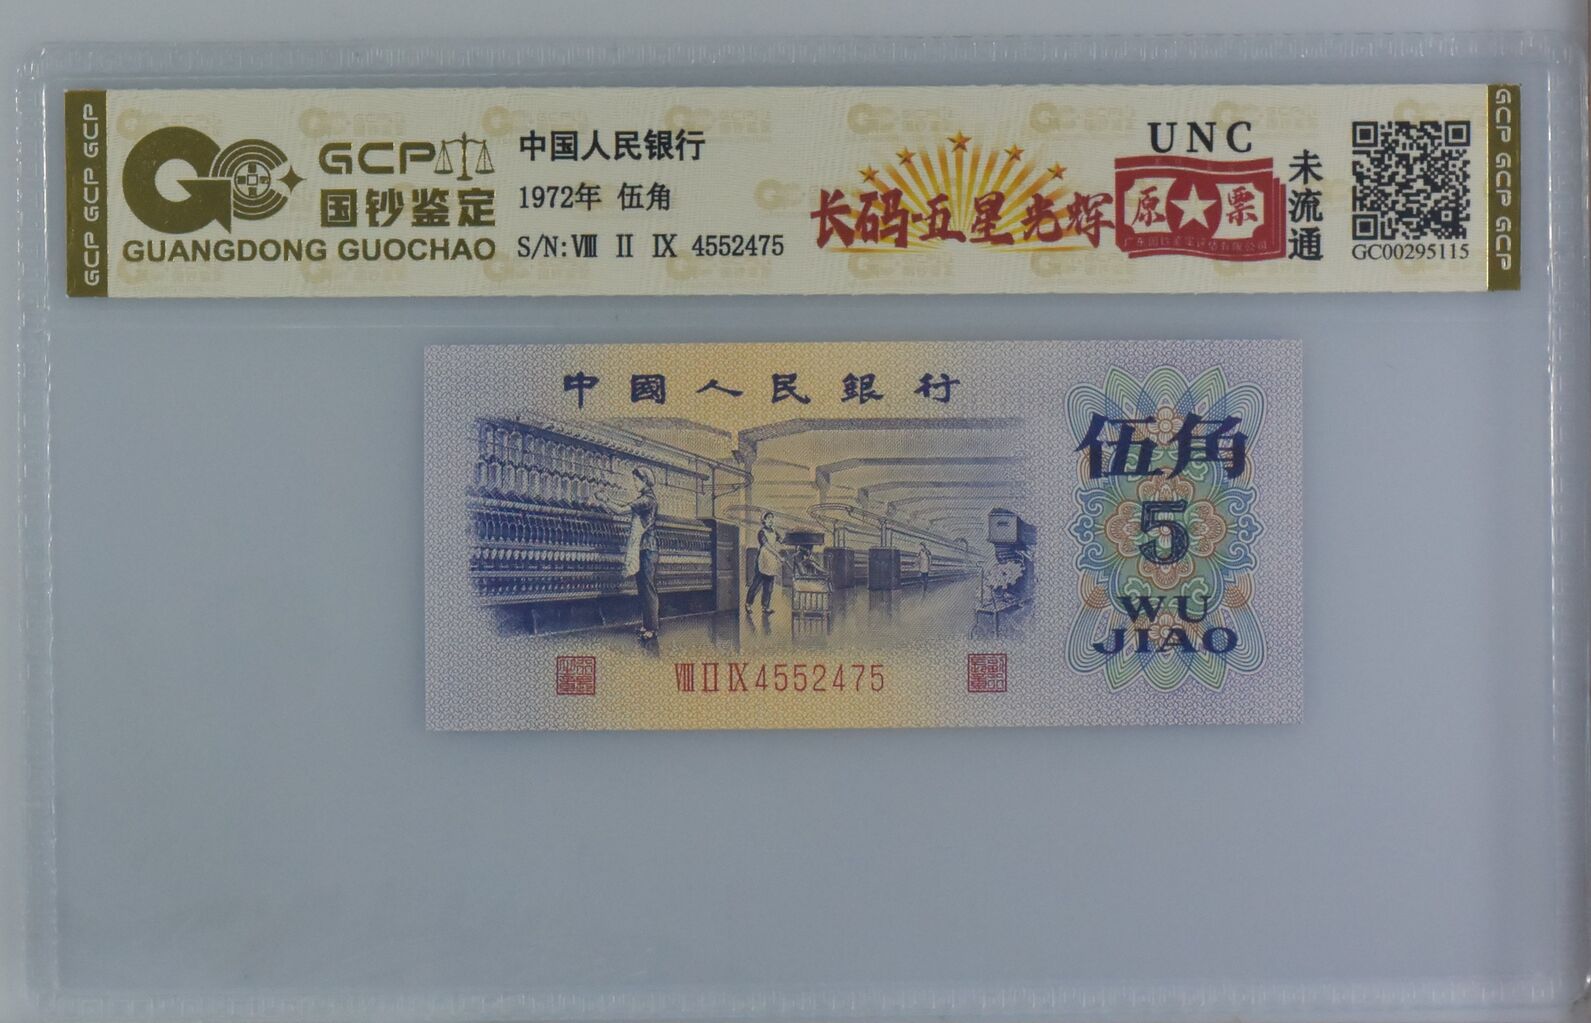 GCP GCP GCP
GCP
国钞鉴定
GUANGDONG GUOCHAO
中国人民银行
1972年 伍角
S/N:Ⅷ Ⅱ Ⅸ 4552475
长码-五星光辉
UNC
原票
未流通
GC00295115
GCP GCP GCP
中國人民銀行
伍角
5
WU
JIAO
ⅧⅡⅨ4552475